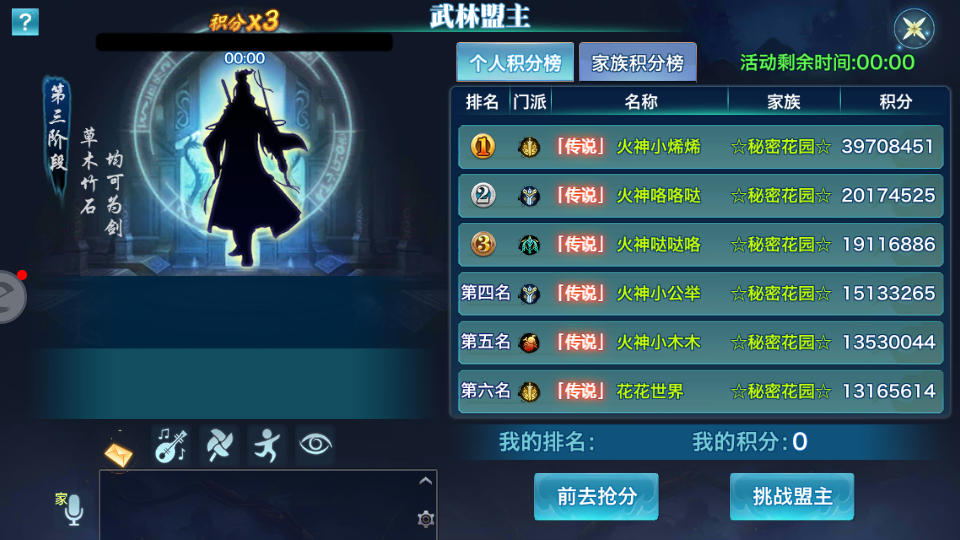 ?
积分x3
武林盟主
00:00
第三阶段
草木竹石
均可为剑
个人积分榜 家族积分榜 活动剩余时间:00:00
排名 门派 名称 家族 积分
1 「传说」 火神小烯烯 ☆秘密花园☆ 39708451
2 「传说」 火神咯咯哒 ☆秘密花园☆ 20174525
3 「传说」 火神哒哒咯 ☆秘密花园☆ 19116886
第四名 「传说」 火神小公举 ☆秘密花园☆ 15133265
第五名 「传说」 火神小木木 ☆秘密花园☆ 13530044
第六名 「传说」 花花世界 ☆秘密花园☆ 13165614
我的排名: 我的积分:0
前去抢分 挑战盟主
家